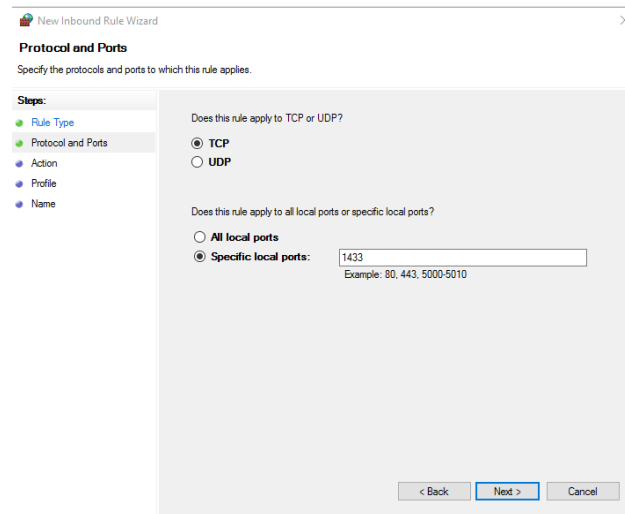 New Inbound Rule Wizard
Protocol and Ports
Specify the protocols and ports to which this rule applies.
Steps:
Rule Type
Protocol and Ports
Action
Profile
Name
Does this rule apply to TCP or UDP?
TCP
UDP
Does this rule apply to all local ports or specific local ports?
All local ports
Specific local ports:
1433
Example: 80, 443, 5000-5010
< Back
Next >
Cancel